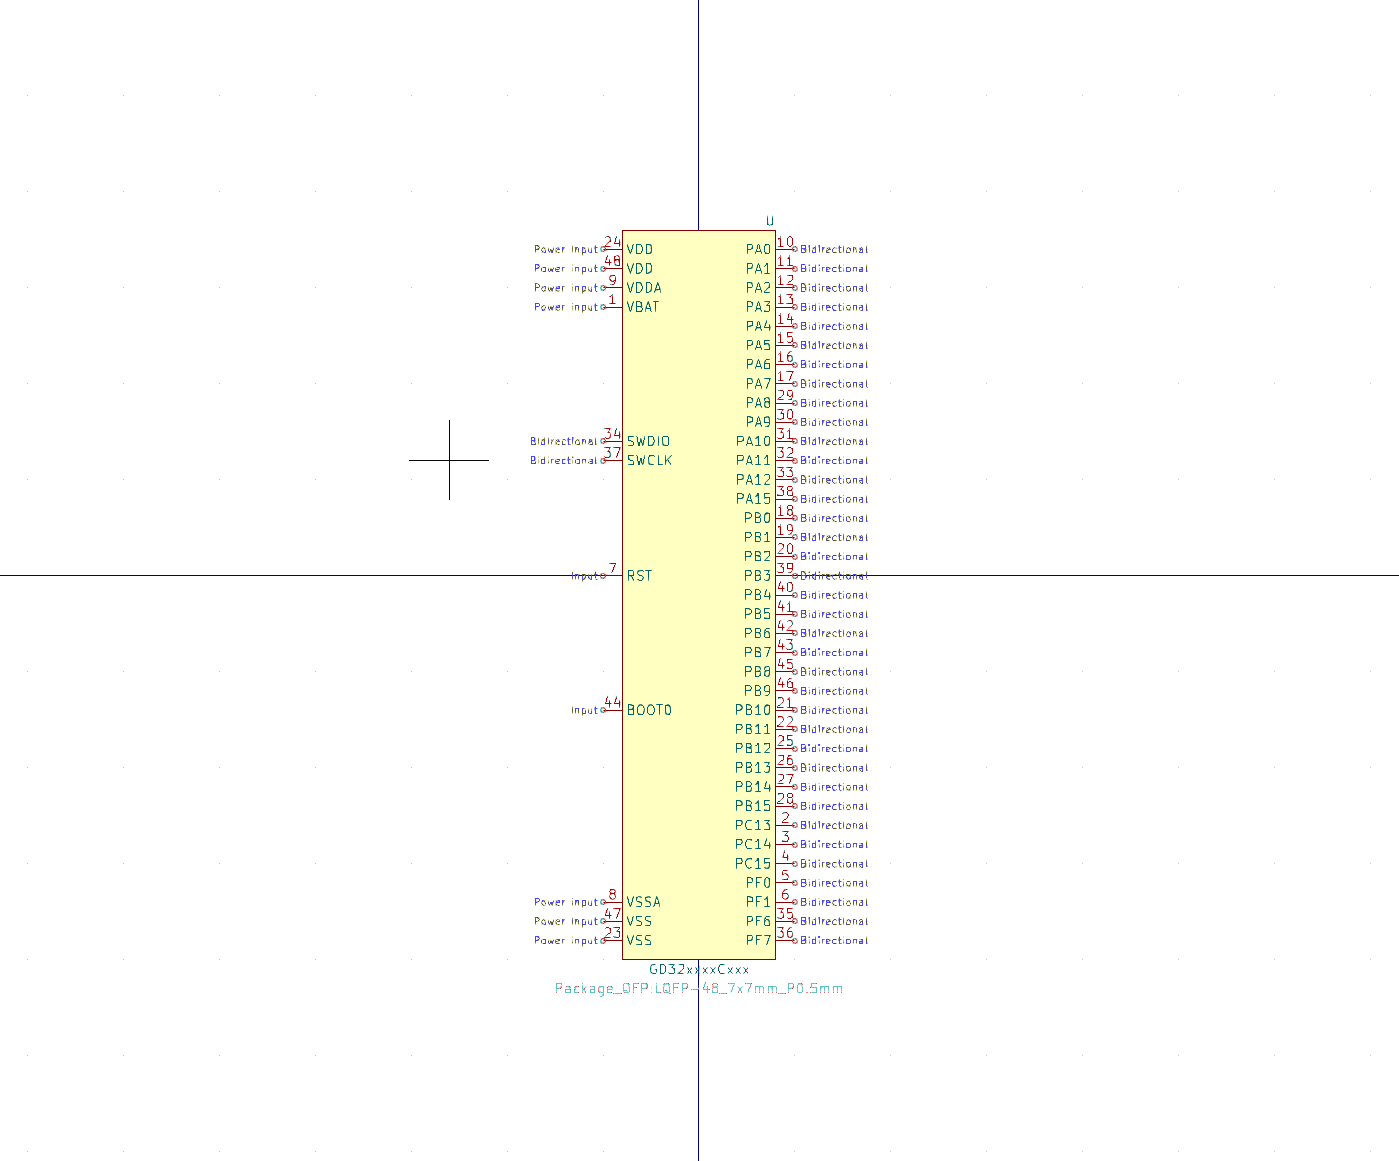 U
Power input 24 VDD PA0 10 Bidirectional
Power input 48 VDD PA1 11 Bidirectional
Power input 9 VDDA PA2 12 Bidirectional
Power input 1 VBAT PA3 13 Bidirectional
PA4 14 Bidirectional
PA5 15 Bidirectional
PA6 16 Bidirectional
PA7 17 Bidirectional
PA8 29 Bidirectional
PA9 30 Bidirectional
Bidirectional 34 SWDIO PA10 31 Bidirectional
Bidirectional 37 SWCLK PA11 32 Bidirectional
PA12 33 Bidirectional
PA15 38 Bidirectional
PB0 18 Bidirectional
PB1 19 Bidirectional
PB2 20 Bidirectional
Input 7 RST PB3 39 Bidirectional
PB4 40 Bidirectional
PB5 41 Bidirectional
PB6 42 Bidirectional
PB7 43 Bidirectional
PB8 45 Bidirectional
PB9 46 Bidirectional
Input 44 BOOT0 PB10 21 Bidirectional
PB11 22 Bidirectional
PB12 25 Bidirectional
PB13 26 Bidirectional
PB14 27 Bidirectional
PB15 28 Bidirectional
PC13 2 Bidirectional
PC14 3 Bidirectional
PC15 4 Bidirectional
PF0 5 Bidirectional
Power input 8 VSSA PF1 6 Bidirectional
Power input 47 VSS PF6 35 Bidirectional
Power input 23 VSS PF7 36 Bidirectional
GD32xxxxCxxx
Package_QFP:LQFP-48_7x7mm_P0.5mm